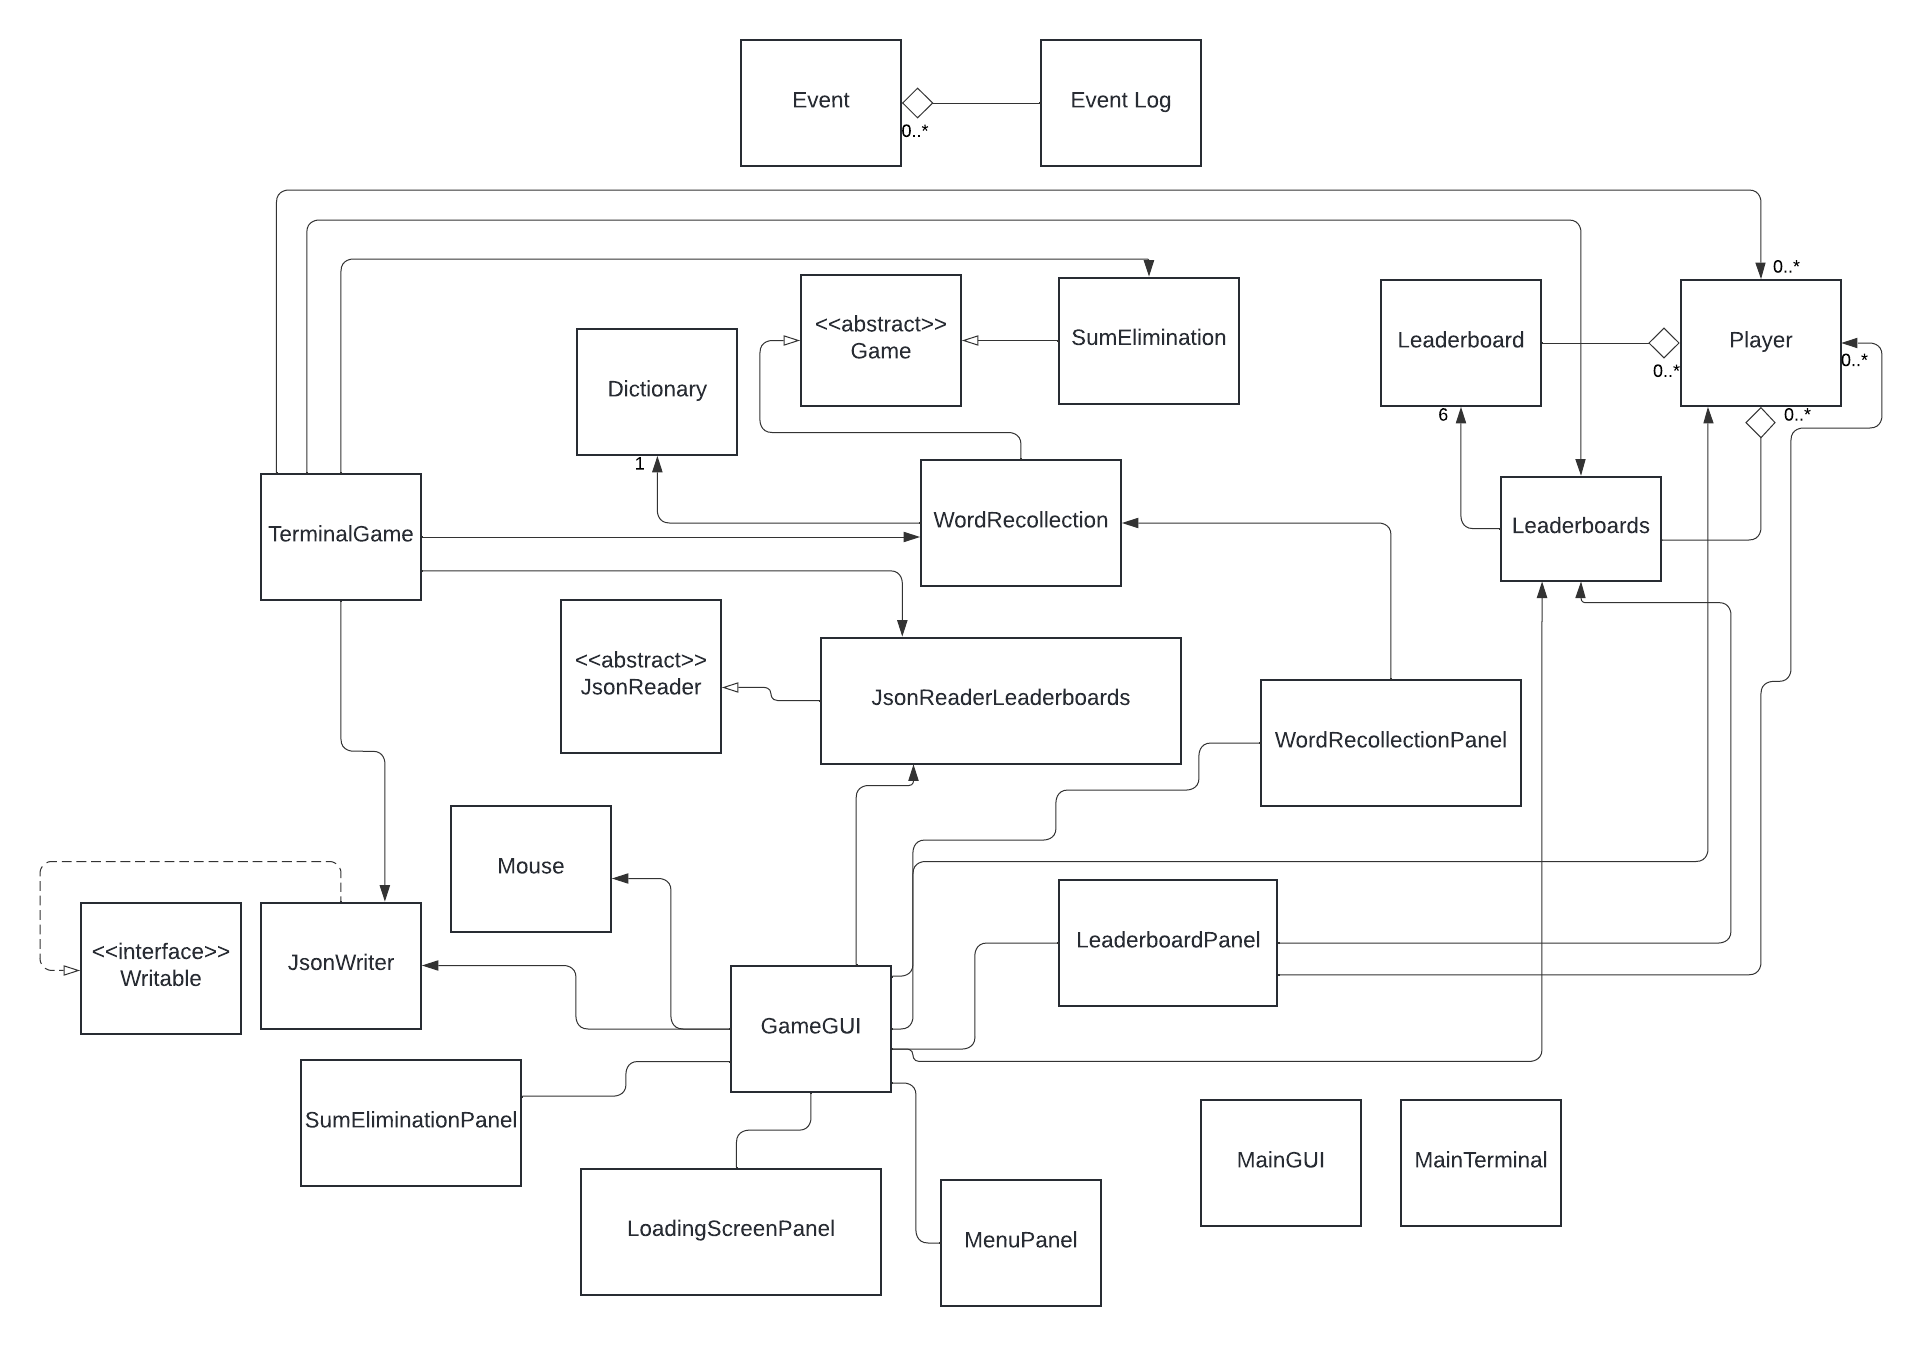 Event
Event Log
0..*
0..*
<<abstract>>
Game
SumElimination
Leaderboard
Player
0..*
0..*
Dictionary
6
0..*
1
TerminalGame
WordRecollection
Leaderboards
<<abstract>>
JsonReader
JsonReaderLeaderboards
WordRecollectionPanel
Mouse
<<interface>>
Writable
JsonWriter
LeaderboardPanel
GameGUI
SumEliminationPanel
MainGUI
MainTerminal
LoadingScreenPanel
MenuPanel